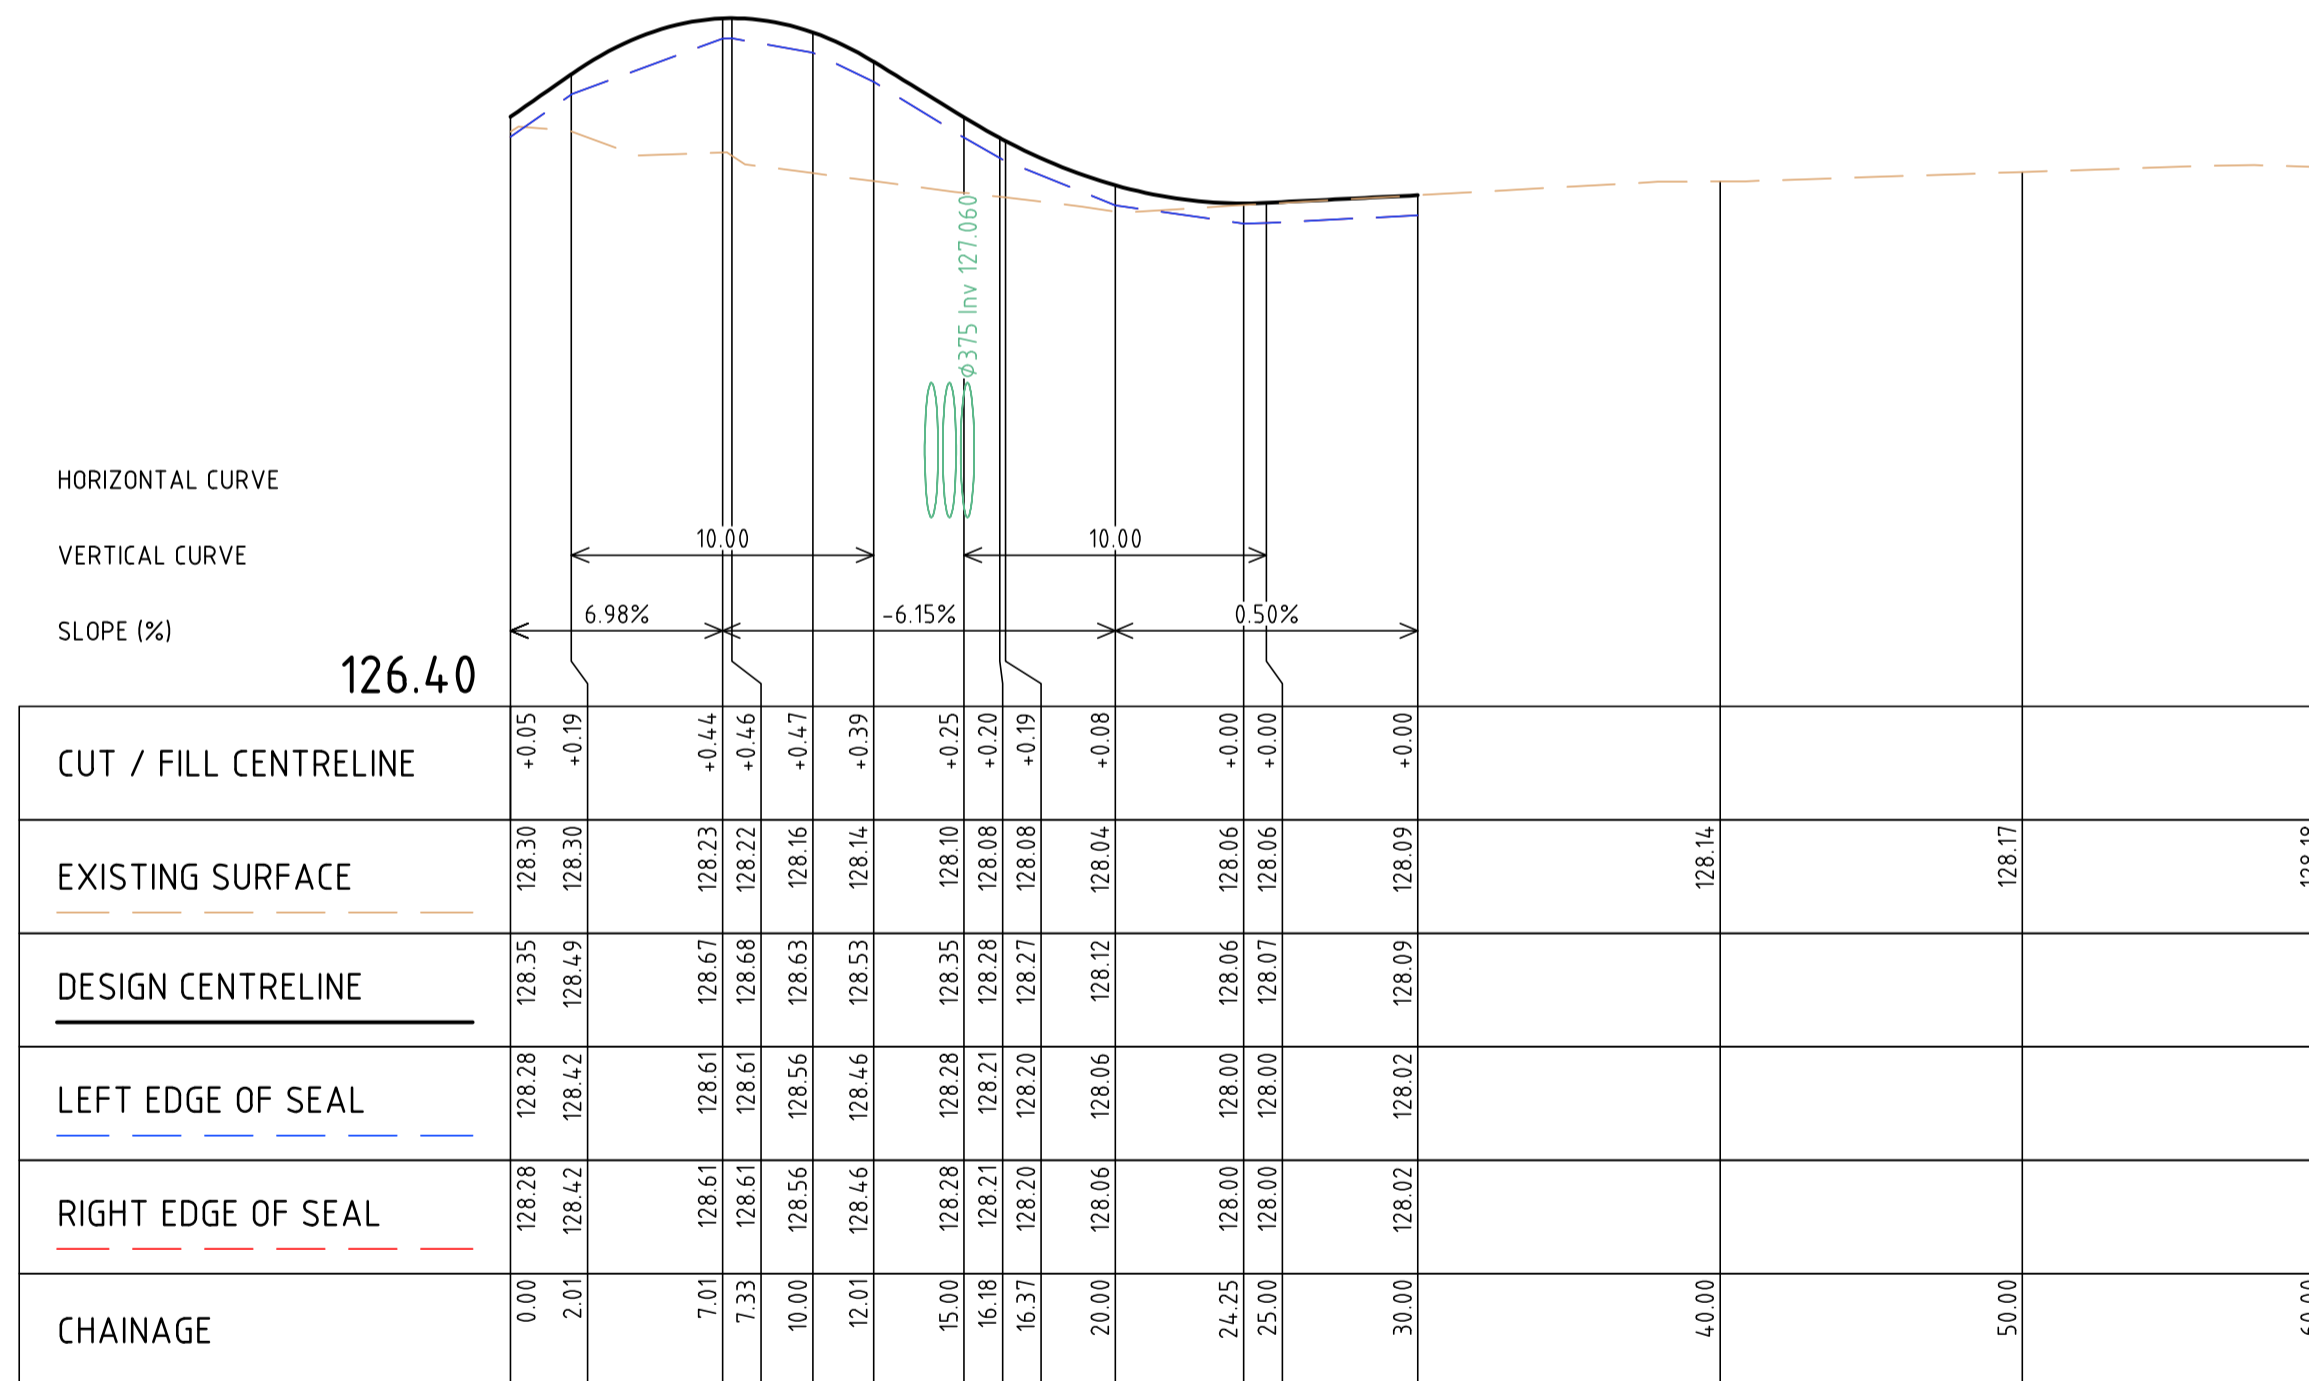 Φ375 Inv 127.060
HORIZONTAL CURVE
VERTICAL CURVE 10.00 10.00
SLOPE (%) 6.98% -6.15% 0.50%
126.40
CUT / FILL CENTRELINE +0.05 +0.19 +0.44 +0.46 +0.47 +0.39 +0.25 +0.20 +0.19 +0.08 +0.00 +0.00 +0.00
EXISTING SURFACE 128.30 128.30 128.23 128.22 128.16 128.14 128.10 128.08 128.08 128.04 128.06 128.06 128.09 128.14 128.17
DESIGN CENTRELINE 128.35 128.49 128.67 128.68 128.63 128.53 128.35 128.28 128.27 128.12 128.06 128.07 128.09
LEFT EDGE OF SEAL 128.28 128.42 128.61 128.61 128.56 128.46 128.28 128.21 128.20 128.06 128.00 128.00 128.02
RIGHT EDGE OF SEAL 128.28 128.42 128.61 128.61 128.56 128.46 128.28 128.21 128.20 128.06 128.00 128.00 128.02
CHAINAGE 0.00 2.01 7.01 7.33 10.00 12.01 15.00 16.18 16.37 20.00 24.25 25.00 30.00 40.00 50.00